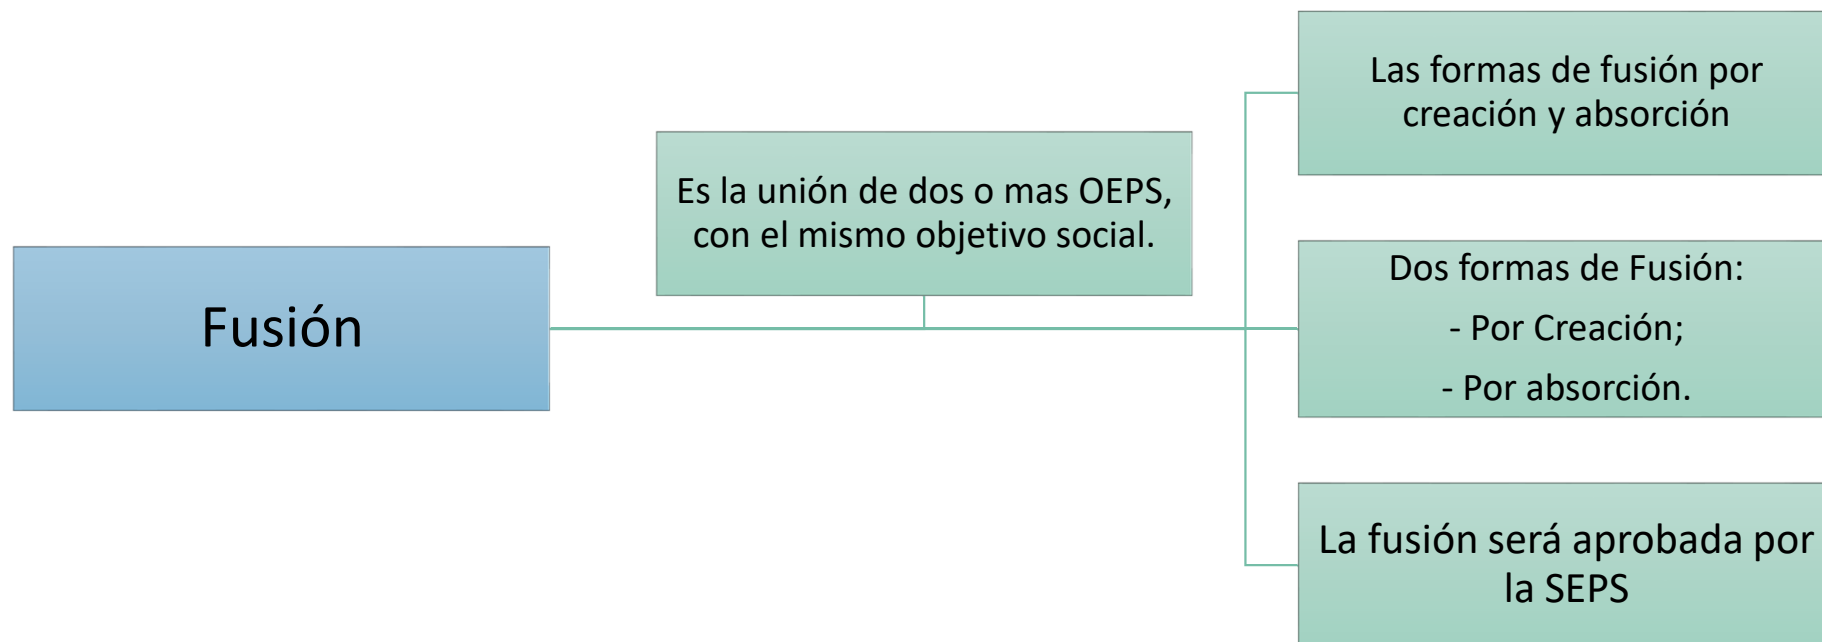 Fusión
Es la unión de dos o mas OEPS,
con el mismo objetivo social.
Las formas de fusión por
creación y absorción
Dos formas de Fusión:
- Por Creación;
- Por absorción.
La fusión será aprobada por
la SEPS